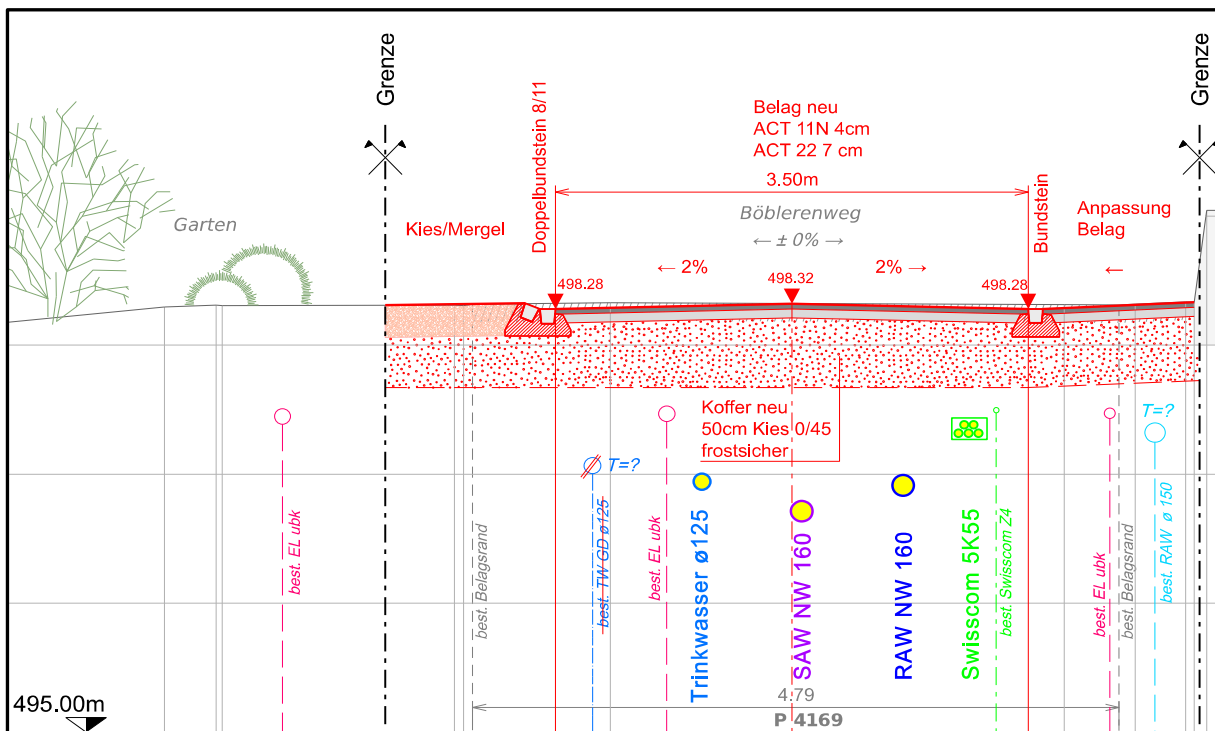 Grenze
Grenze
Doppelbundstein 8/11
Belag neu
ACT 11N 4cm
ACT 22 7 cm
3.50m
Bundstein
Garten
Kies/Mergel
Böblerenweg
← ± 0% →
Anpassung
Belag
← 2%
2% →
←
498.28
498.32
498.28
Koffer neu
50cm Kies 0/45
frostsicher
T=?
T=?
best. EL ubk
best. Belagsrand
best. TW GD ø125
best. EL ubk
Trinkwasser ø125
SAW NW 160
RAW NW 160
Swisscom 5K55
best. Swisscom Z4
best. EL ubk
best. Belagsrand
best. RAW ø 150
4.79
P 4169
495.00m